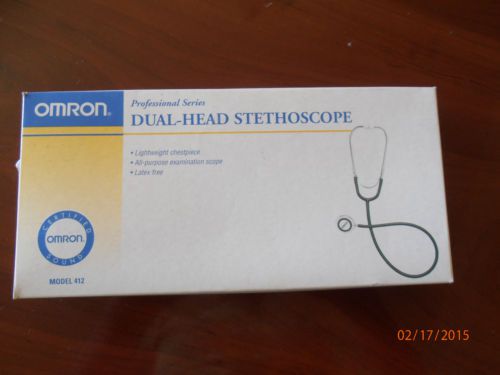 OMRON®
Professional Series
DUAL-HEAD STETHOSCOPE
• Lightweight chestpiece
• All-purpose examination scope
• Latex free
CERTIFIED
OMRON®
SOUND
MODEL 412
02/17/2015